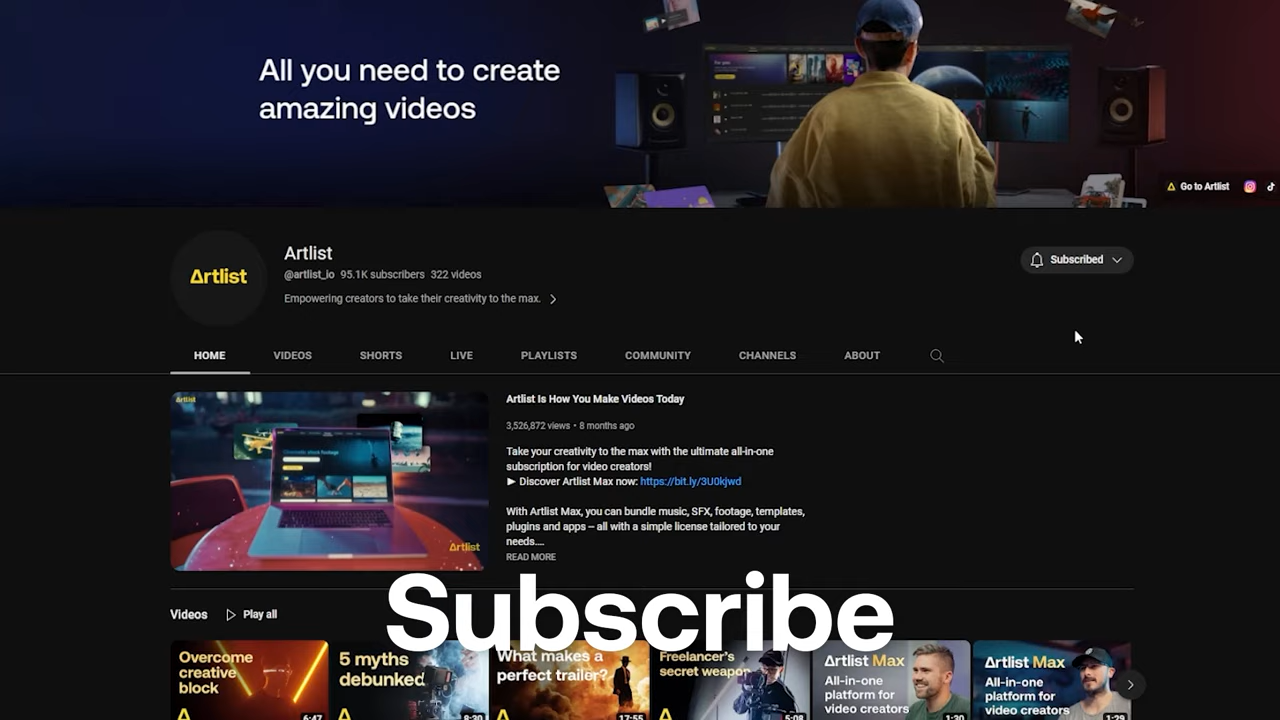 All you need to create
amazing videos
Go to Artlist
Artlist
Artlist
@artlist_io 95.1K subscribers 322 videos
Subscribed
Empowering creators to take their creativity to the max.
HOME VIDEOS SHORTS LIVE PLAYLISTS COMMUNITY CHANNELS ABOUT
Artlist
Artlist
Artlist Is How You Make Videos Today
3,526,872 views • 8 months ago
Take your creativity to the max with the ultimate all-in-one
subscription for video creators!
► Discover Artlist Max now: https://bit.ly/3U0kjwd
With Artlist Max, you can bundle music, SFX, footage, templates,
plugins and apps – all with a simple license tailored to your
needs....
READ MORE
Subscribe
Videos Play all
Overcome
creative
block
6:47
5 myths
debunked
8:30
What makes a
perfect trailer?
17:55
Freelancer's
secret weapon
5:08
Artlist Max
All-in-one
platform for
video creators
1:30
Artlist Max
All-in-one
platform for
video creators
1:29